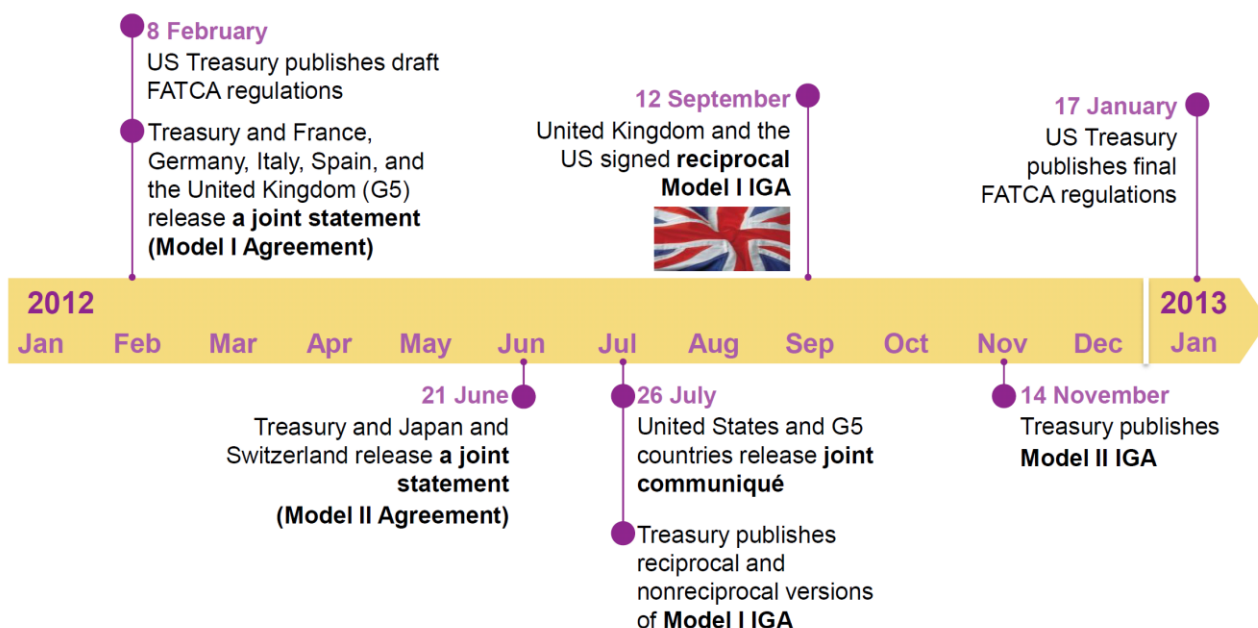 8 February
US Treasury publishes draft
FATCA regulations
Treasury and France,
Germany, Italy, Spain, and
the United Kingdom (G5)
release a joint statement
(Model I Agreement)
12 September
United Kingdom and the
US signed reciprocal
Model I IGA
17 January
US Treasury
publishes final
FATCA regulations
2012
2013
Jan Feb Mar Apr May Jun Jul Aug Sep Oct Nov Dec Jan
21 June
Treasury and Japan and
Switzerland release a joint
statement
(Model II Agreement)
26 July
United States and G5
countries release joint
communiqué
Treasury publishes
reciprocal and
nonreciprocal versions
of Model I IGA
14 November
Treasury publishes
Model II IGA